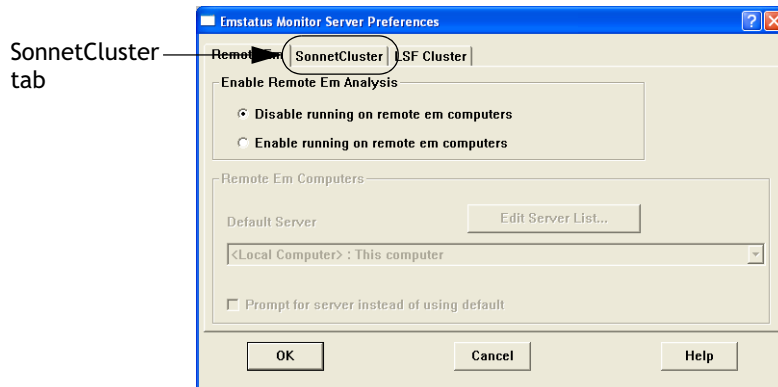 Emstatus Monitor Server Preferences
SonnetCluster tab
Remote Em SonnetCluster LSF Cluster
Enable Remote Em Analysis
Disable running on remote em computers
Enable running on remote em computers
Remote Em Computers
Default Server Edit Server List...
<Local Computer> : This computer
Prompt for server instead of using default
OK Cancel Help